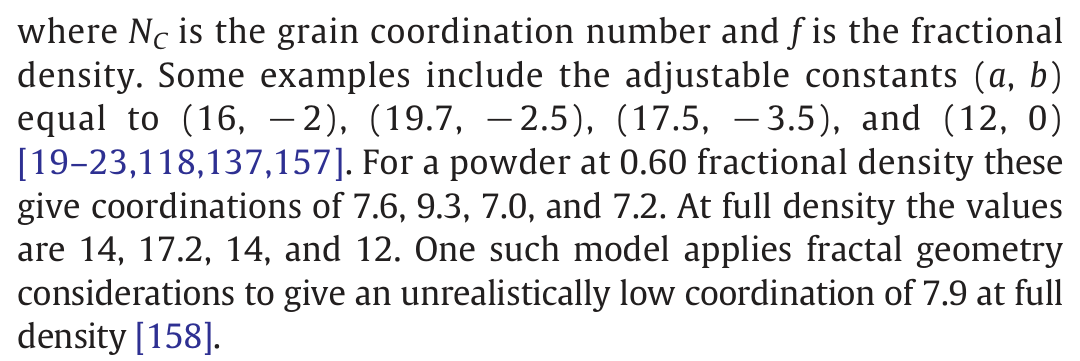 where N_C is the grain coordination number and f is the fractional
density. Some examples include the adjustable constants (a, b)
equal to (16, −2), (19.7, −2.5), (17.5, −3.5), and (12, 0)
[19–23,118,137,157]. For a powder at 0.60 fractional density these
give coordinations of 7.6, 9.3, 7.0, and 7.2. At full density the values
are 14, 17.2, 14, and 12. One such model applies fractal geometry
considerations to give an unrealistically low coordination of 7.9 at full
density [158].